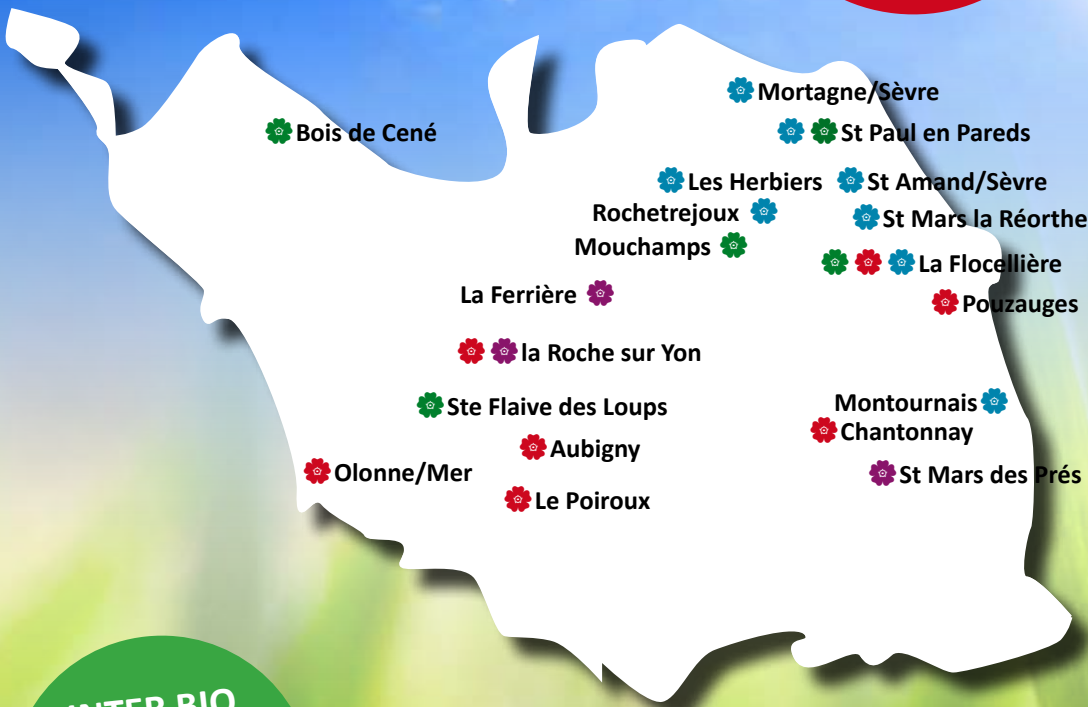 Mortagne/Sèvre
Bois de Cené
St Paul en Pareds
Les Herbiers
St Amand/Sèvre
Rochetrejoux
St Mars la Réorthe
Mouchamps
La Flocellière
La Ferrière
Pouzauges
la Roche sur Yon
Montournais
Ste Flaive des Loups
Chantonnay
Aubigny
Olonne/Mer
St Mars des Prés
Le Poiroux
INTER BIO